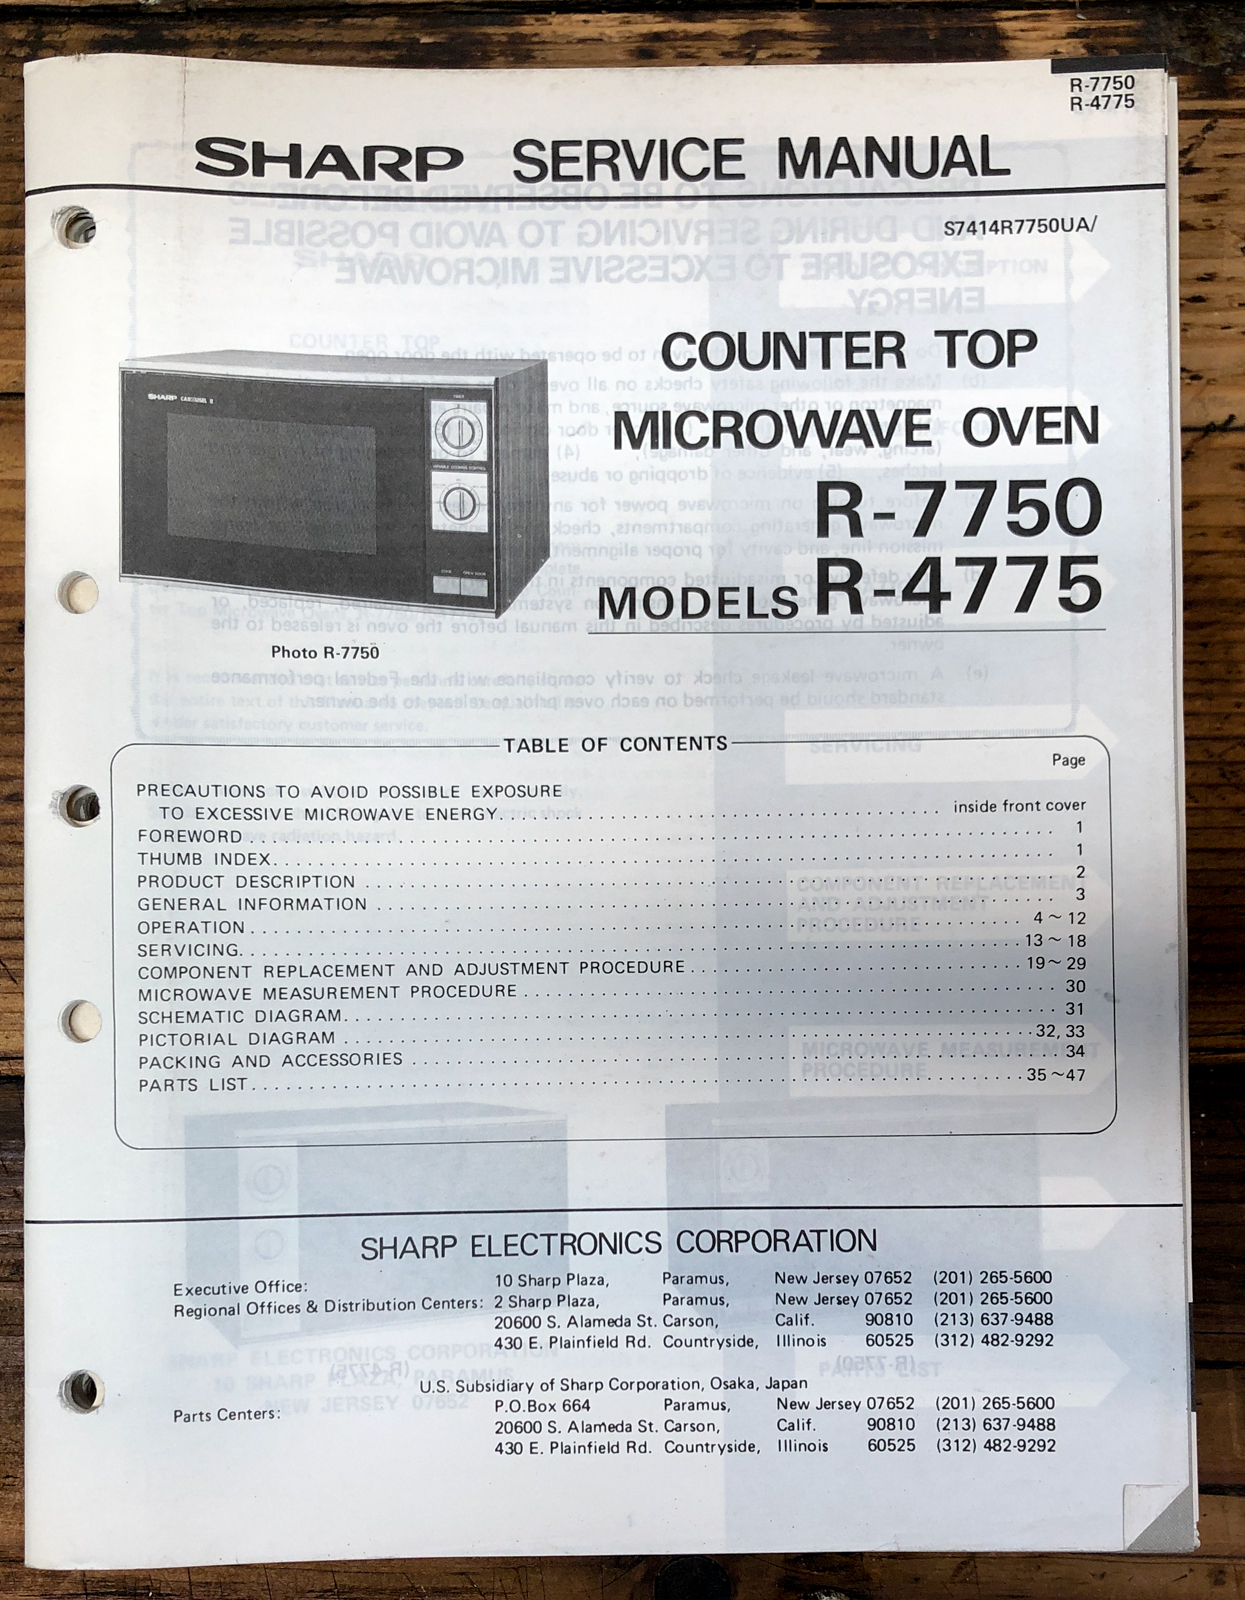 R-7750
R-4775
SHARP SERVICE MANUAL
S7414R7750UA/
COUNTER TOP
MICROWAVE OVEN
R-7750
MODELS R-4775
SHARP CAROUSEL II
TIMER
VARIABLE COOKING CONTROL
Photo R-7750
TABLE OF CONTENTS
Page
PRECAUTIONS TO AVOID POSSIBLE EXPOSURE
TO EXCESSIVE MICROWAVE ENERGY. . . . . . . . . . inside front cover
FOREWORD . . . . . . . . . . 1
THUMB INDEX. . . . . . . . . . 1
PRODUCT DESCRIPTION . . . . . . . . . . 2
GENERAL INFORMATION . . . . . . . . . . 3
OPERATION . . . . . . . . . . 4 ~ 12
SERVICING. . . . . . . . . . 13 ~ 18
COMPONENT REPLACEMENT AND ADJUSTMENT PROCEDURE . . . . . . . . . . 19 ~ 29
MICROWAVE MEASUREMENT PROCEDURE . . . . . . . . . . 30
SCHEMATIC DIAGRAM. . . . . . . . . . 31
PICTORIAL DIAGRAM . . . . . . . . . . 32, 33
PACKING AND ACCESSORIES . . . . . . . . . . 34
PARTS LIST . . . . . . . . . . 35 ~47
SHARP ELECTRONICS CORPORATION
Executive Office: 10 Sharp Plaza, Paramus, New Jersey 07652 (201) 265-5600
Regional Offices & Distribution Centers: 2 Sharp Plaza, Paramus, New Jersey 07652 (201) 265-5600
20600 S. Alameda St. Carson, Calif. 90810 (213) 637-9488
430 E. Plainfield Rd. Countryside, Illinois 60525 (312) 482-9292
U.S. Subsidiary of Sharp Corporation, Osaka, Japan
Parts Centers: P.O.Box 664 Paramus, New Jersey 07652 (201) 265-5600
20600 S. Alameda St. Carson, Calif. 90810 (213) 637-9488
430 E. Plainfield Rd. Countryside, Illinois 60525 (312) 482-9292